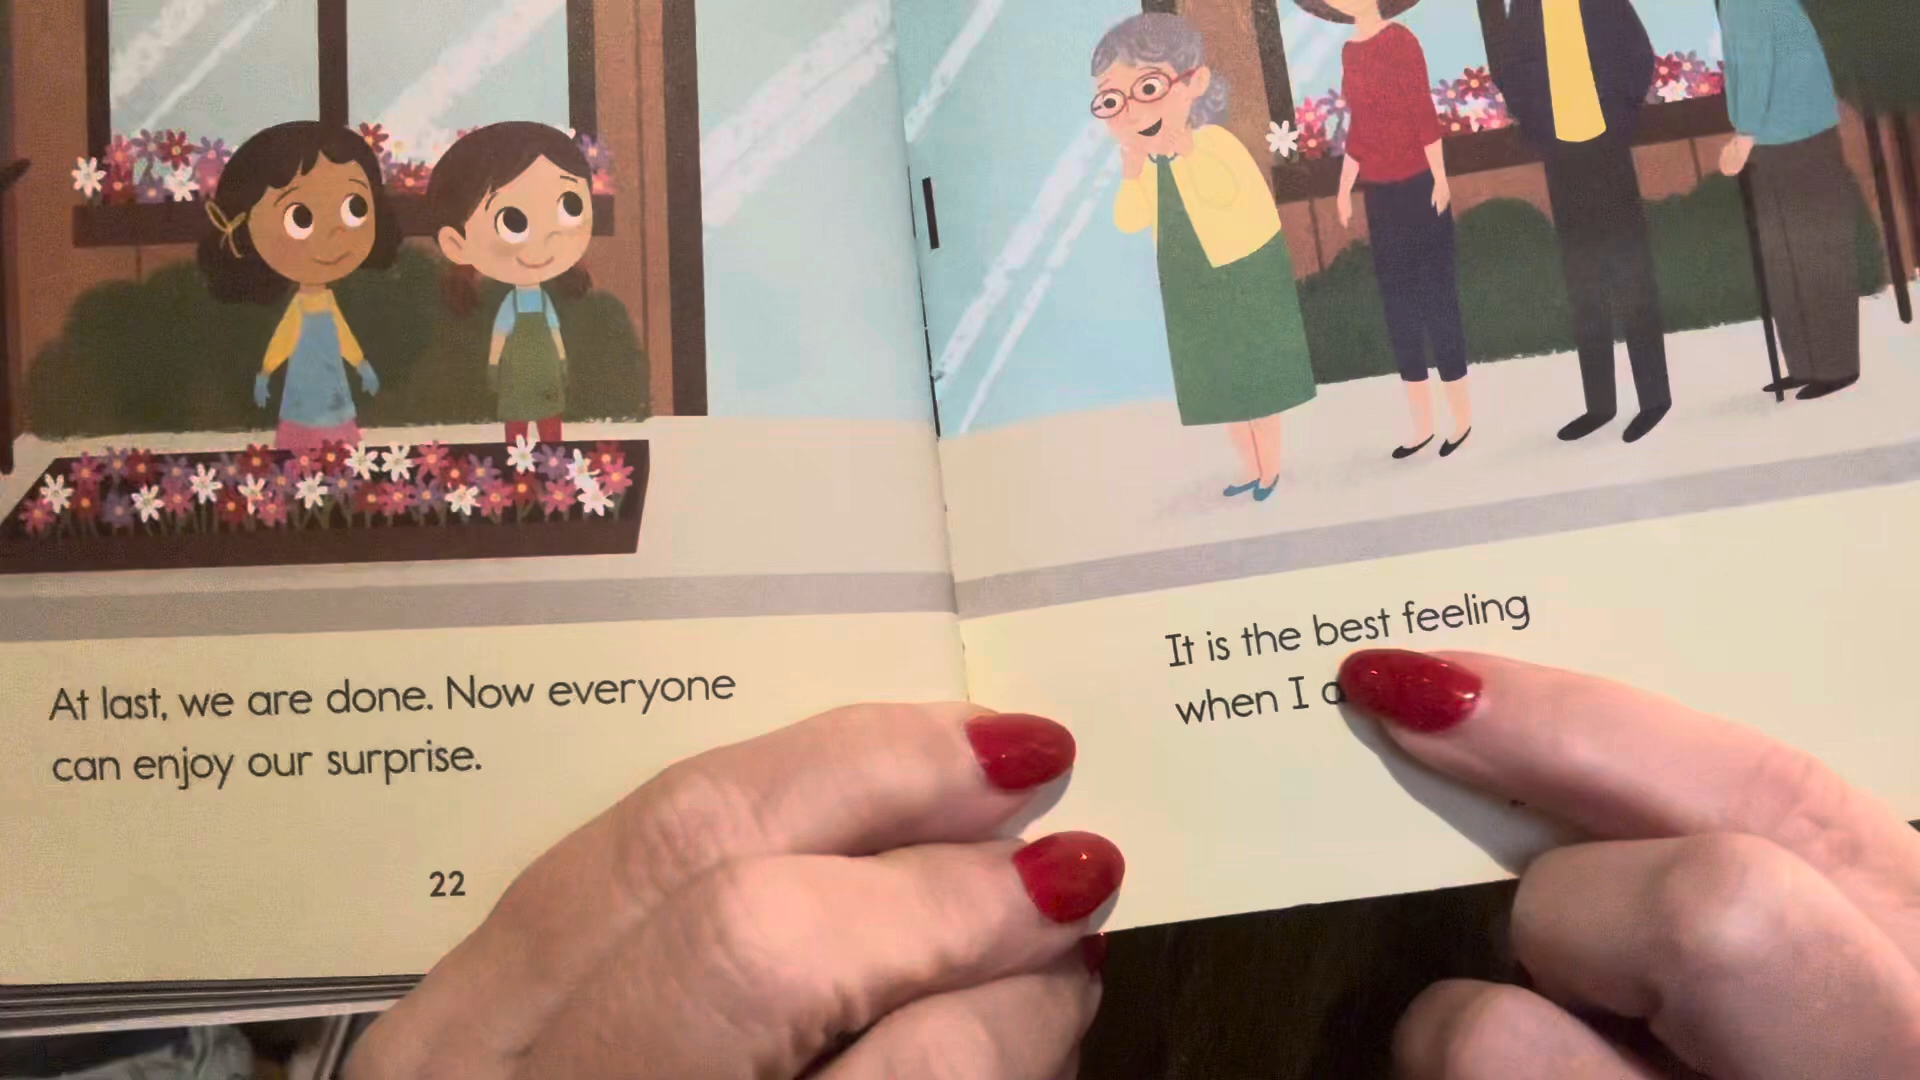 At last, we are done. Now everyone
can enjoy our surprise.
22
It is the best feeling
when I